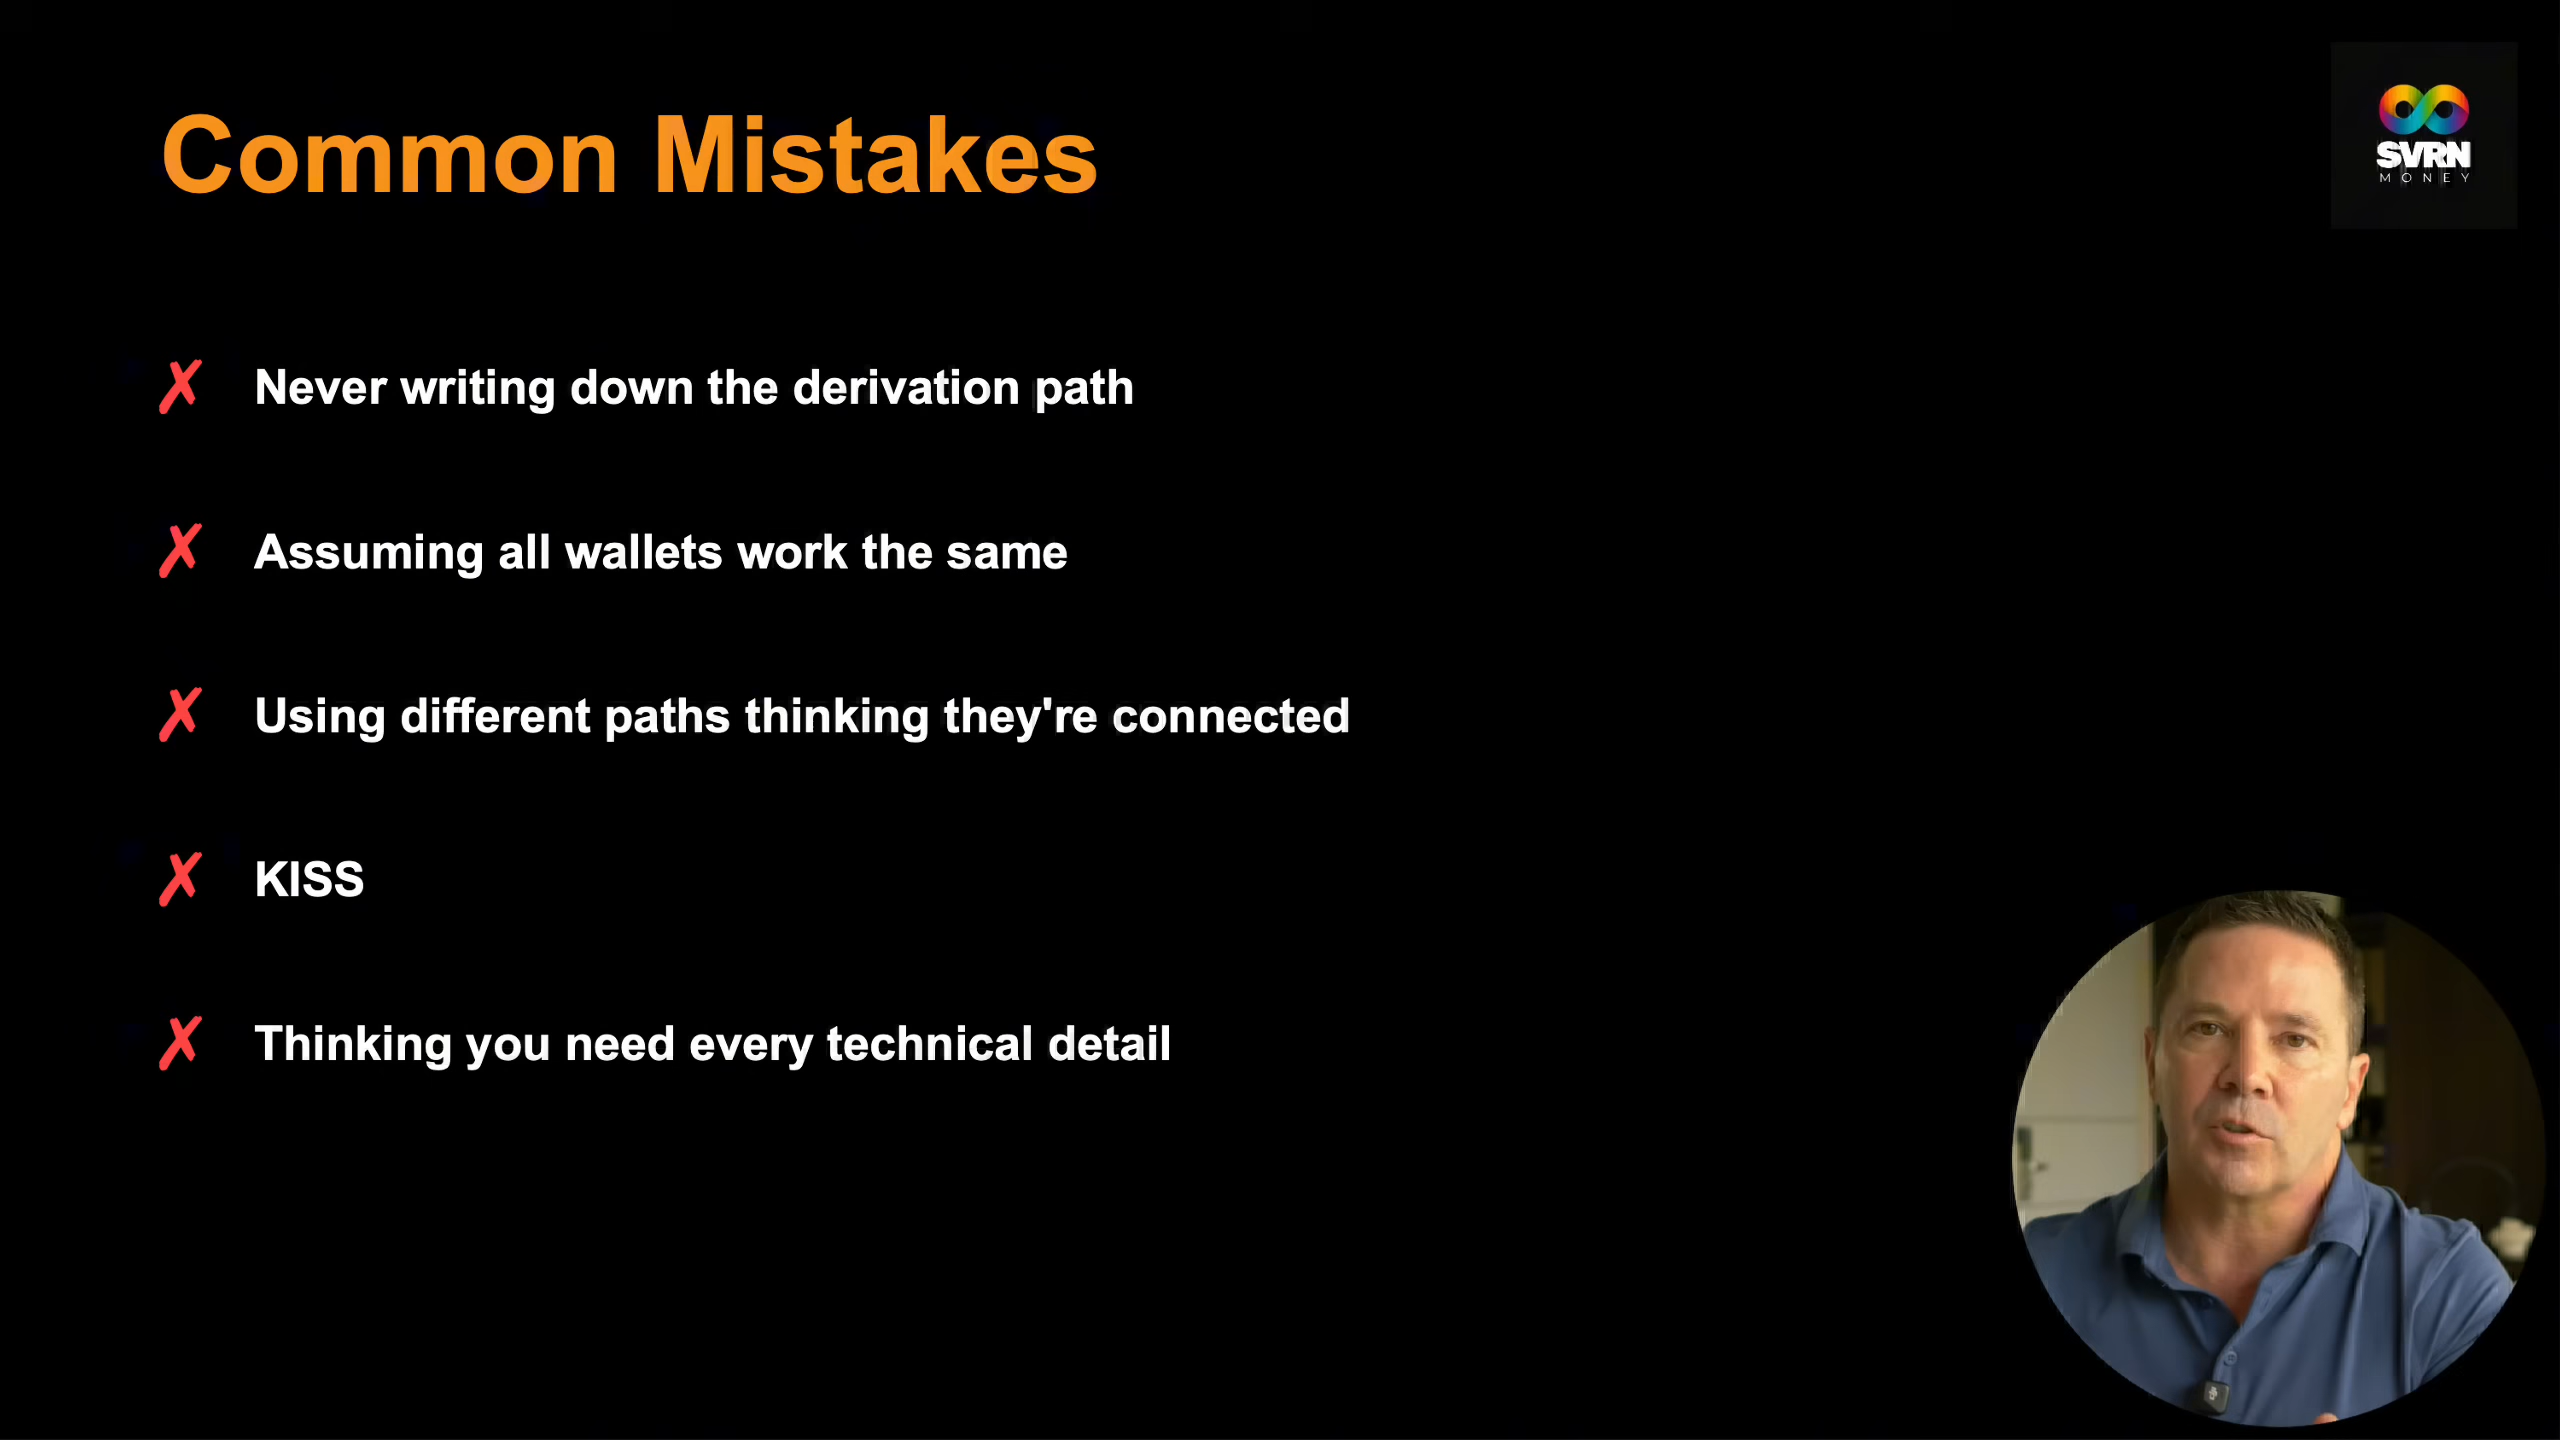 Common Mistakes
SVRN
MONEY
✗ Never writing down the derivation path
✗ Assuming all wallets work the same
✗ Using different paths thinking they're connected
✗ KISS
✗ Thinking you need every technical detail